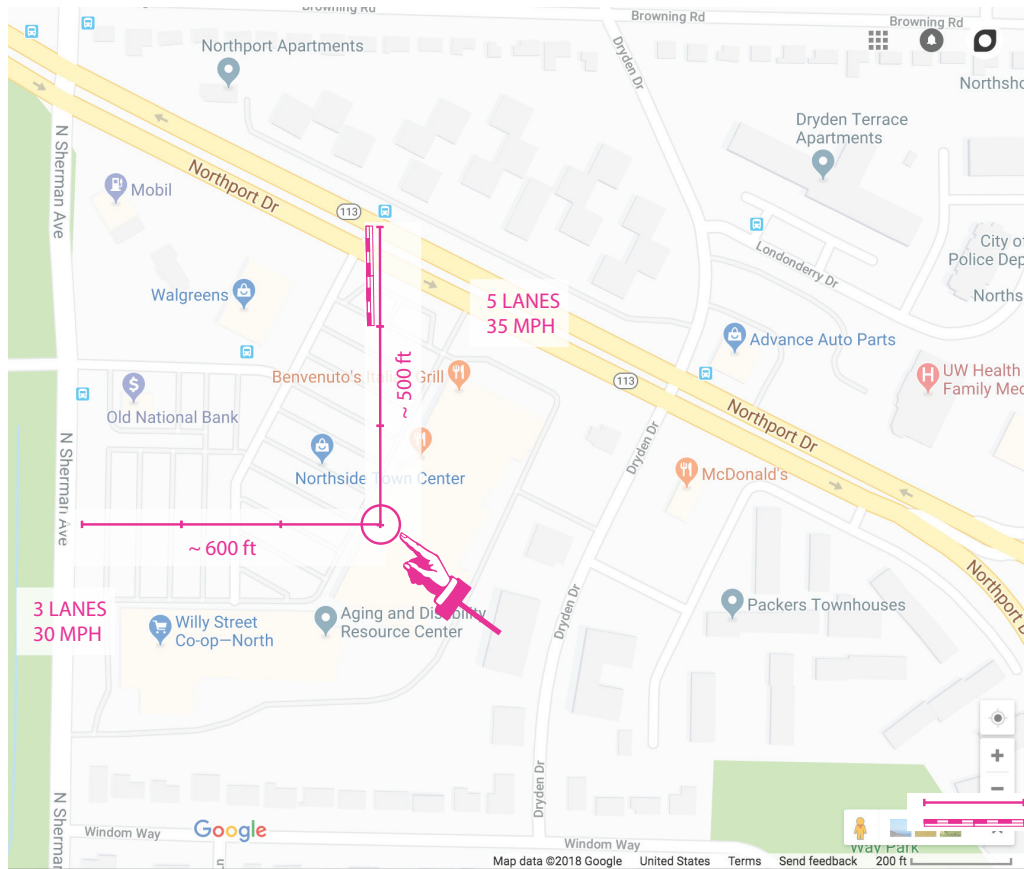 Browning Rd
Browning Rd
Browning Rd
Northport Apartments
Dryden Dr
Northsho
Dryden Terrace
Apartments
N Sherman Ave
Mobil
Northport Dr
113
City of
Police Dep
Londonderry Dr
Norths
Walgreens
5 LANES
35 MPH
Advance Auto Parts
Benvenuto's Italian Grill
~ 500 ft
113
UW Health
Family Med
Old National Bank
Northport Dr
N Sherman Ave
Dryden Dr
Northside Town Center
McDonald's
~ 600 ft
Northport D
3 LANES
30 MPH
Willy Street
Co-op—North
Aging and Disability
Resource Center
Dryden Dr
Packers Townhouses
Dryden Dr
N Sherman
Windom Way
Google
Windom Way
Way Park
Map data ©2018 Google United States Terms Send feedback 200 ft